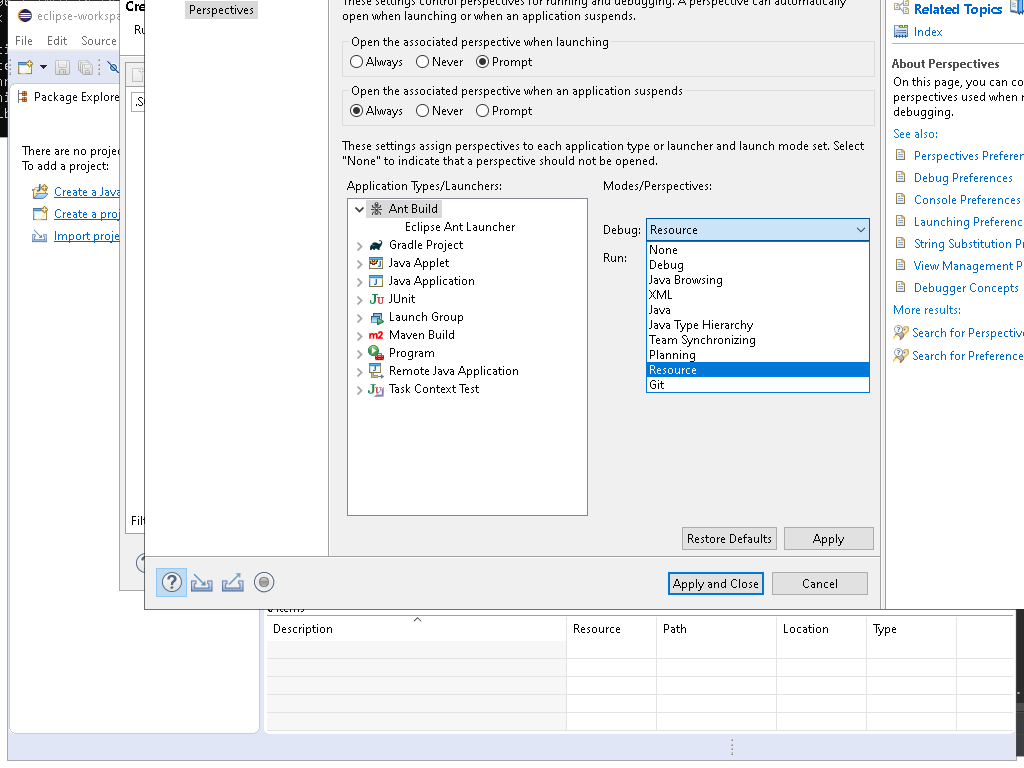 eclipse-workspa
File Edit Source
Package Explore
There are no proje
To add a project:
Create a Java
Create a proj
Import proje
Cre
Ru
.S
Filt
Perspectives
These settings control perspectives for running and debugging. A perspective can automatically
open when launching or when an application suspends.
Open the associated perspective when launching
Always Never Prompt
Open the associated perspective when an application suspends
Always Never Prompt
These settings assign perspectives to each application type or launcher and launch mode set. Select
"None" to indicate that a perspective should not be opened.
Application Types/Launchers:
Ant Build
Eclipse Ant Launcher
Gradle Project
Java Applet
Java Application
JUnit
Launch Group
Maven Build
Program
Remote Java Application
Task Context Test
Modes/Perspectives:
Debug: Resource
Run:
None
Debug
Java Browsing
XML
Java
Java Type Hierarchy
Team Synchronizing
Planning
Resource
Git
Restore Defaults Apply
Apply and Close Cancel
Related Topics
Index
About Perspectives
On this page, you can co
perspectives used when r
debugging.
See also:
Perspectives Preferen
Debug Preferences
Console Preferences
Launching Preferenc
String Substitution Pr
View Management P
Debugger Concepts
More results:
Search for Perspective
Search for Preference
0 items
Description Resource Path Location Type